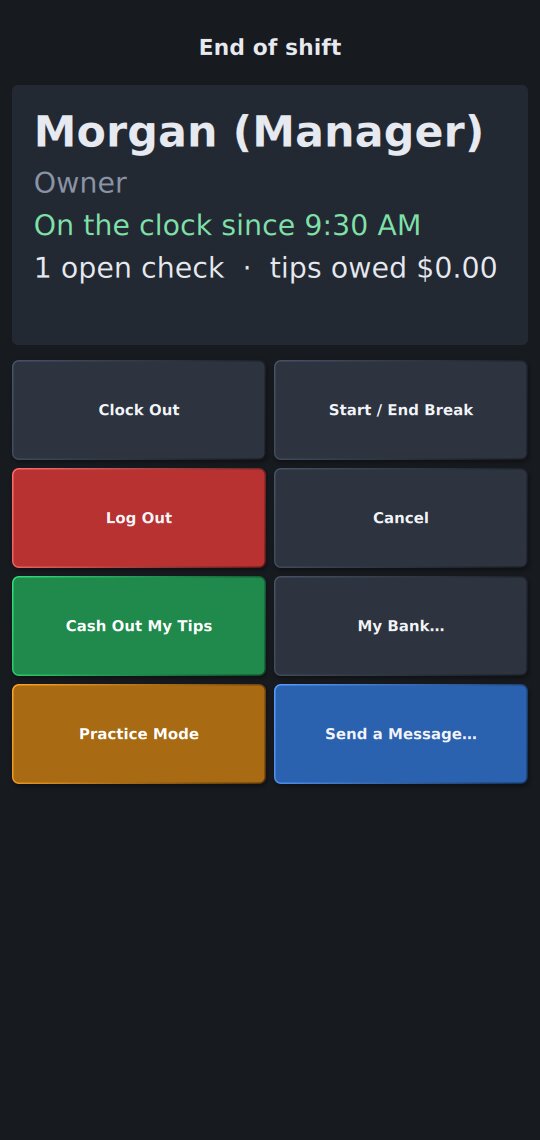 End of shift
Morgan (Manager)
Owner
On the clock since 9:30 AM
1 open check · tips owed $0.00
Clock Out
Start / End Break
Log Out
Cancel
Cash Out My Tips
My Bank…
Practice Mode
Send a Message…